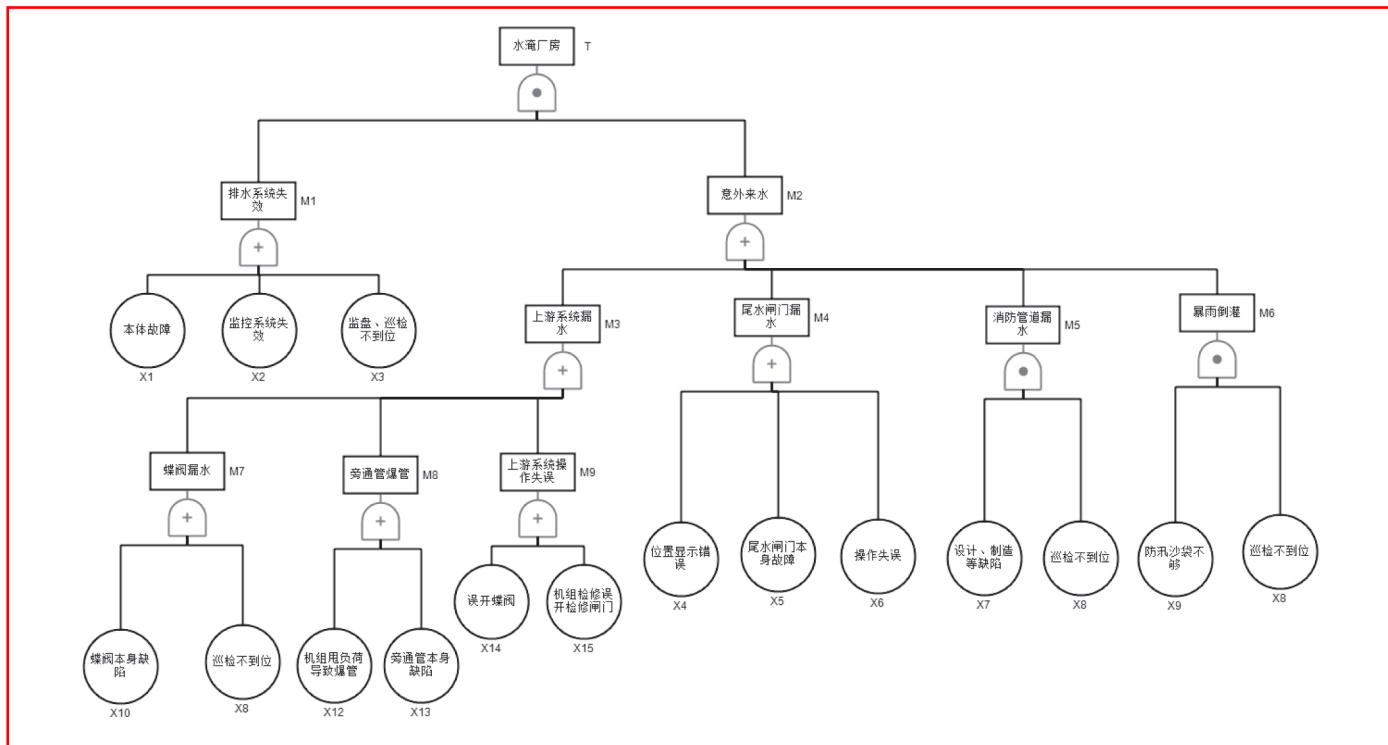 水淹厂房
T
排水系统失
效
M1
意外来水
M2
本体故障
X1
监控系统失
效
X2
监盘、巡检
不到位
X3
上游系统漏
水
M3
尾水闸门漏
水
M4
消防管道漏
水
M5
暴雨倒灌
M6
蝶阀漏水
M7
旁通管爆管
M8
上游系统操
作失误
M9
位置显示错
误
X4
尾水闸门本
身故障
X5
操作失误
X6
设计、制造
等缺陷
X7
巡检不到位
X8
防汛沙袋不
够
X9
巡检不到位
X8
蝶阀本身缺
陷
X10
巡检不到位
X8
机组甩负荷
导致爆管
X12
旁通管本身
缺陷
X13
误开蝶阀
X14
机组检修误
开检修闸门
X15